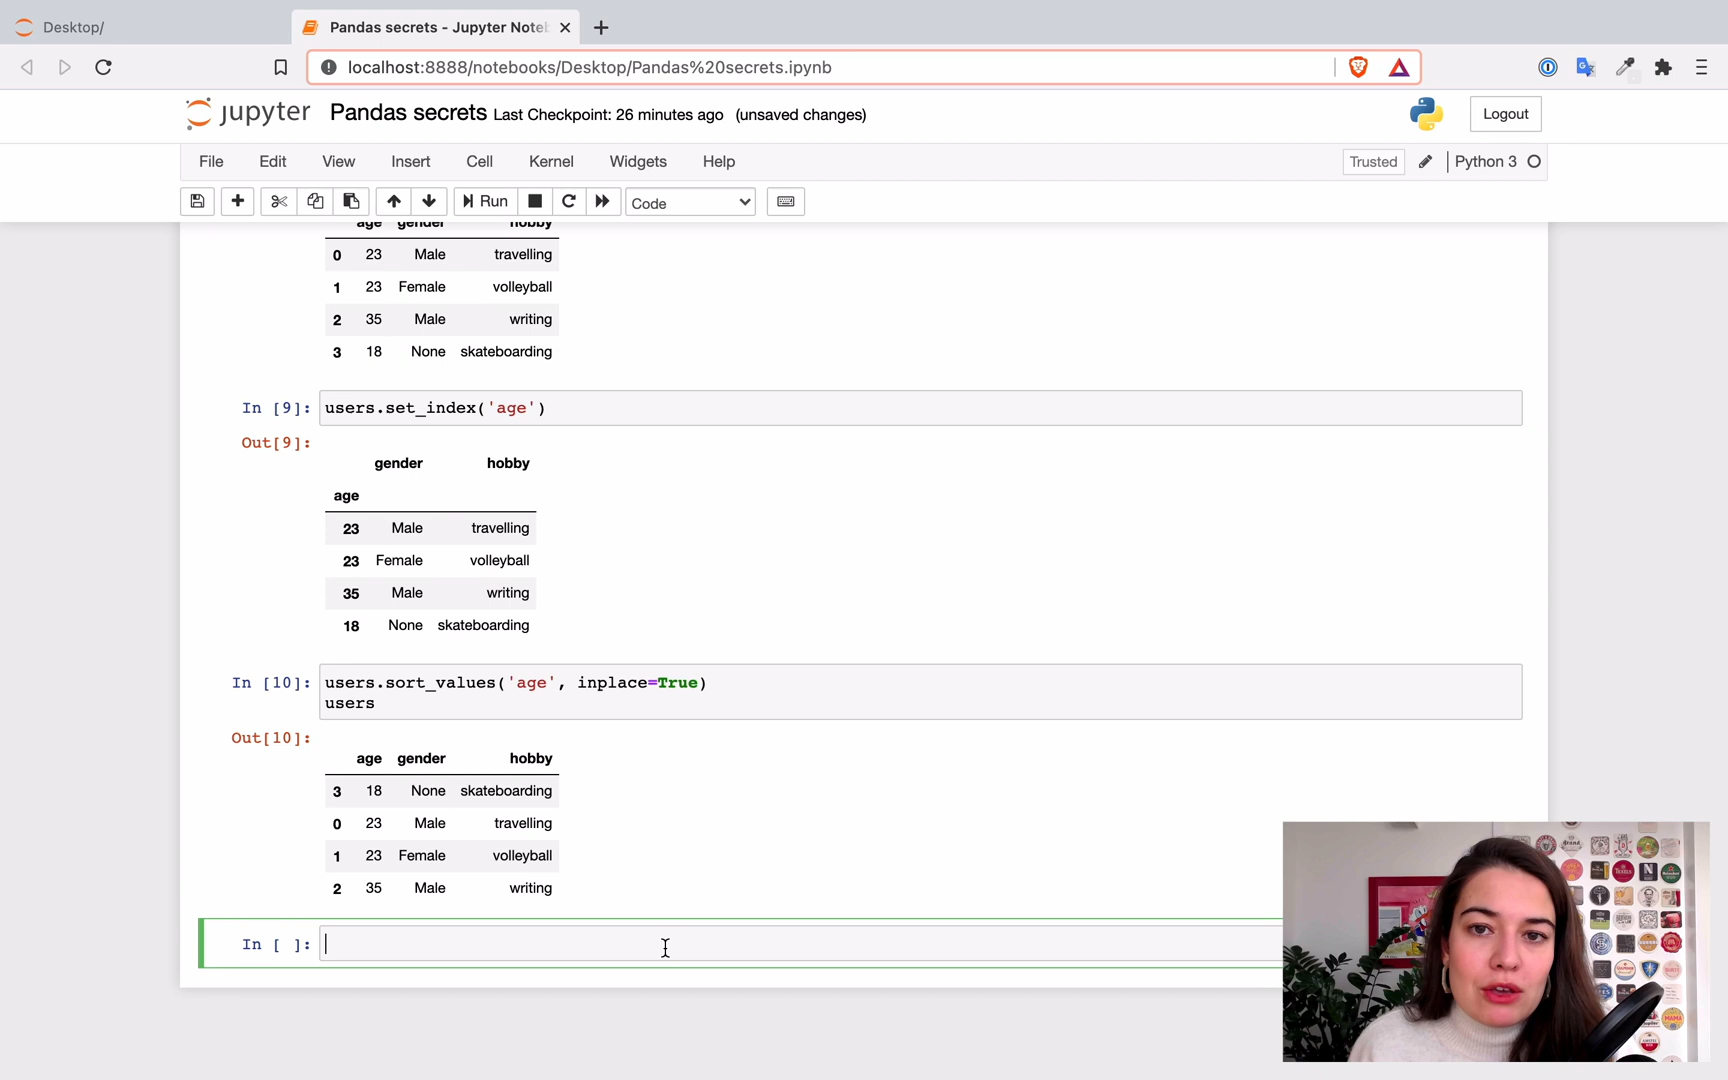 Desktop/
Pandas secrets - Jupyter Noteb
localhost:8888/notebooks/Desktop/Pandas%20secrets.ipynb
jupyter Pandas secrets Last Checkpoint: 26 minutes ago (unsaved changes)
Logout
File Edit View Insert Cell Kernel Widgets Help
Trusted Python 3
Run Code
age gender hobby
0 23 Male travelling
1 23 Female volleyball
2 35 Male writing
3 18 None skateboarding
In [9]: users.set_index('age')
Out[9]:
gender hobby
age
23 Male travelling
23 Female volleyball
35 Male writing
18 None skateboarding
In [10]: users.sort_values('age', inplace=True)
users
Out[10]:
age gender hobby
3 18 None skateboarding
0 23 Male travelling
1 23 Female volleyball
2 35 Male writing
In [ ]: